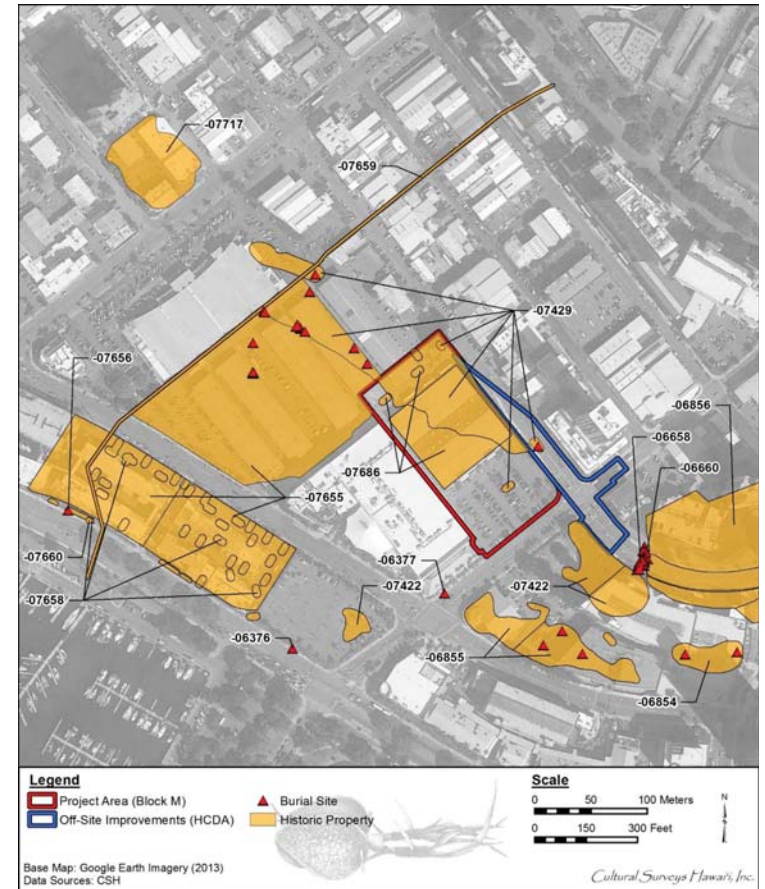 -07717
-07659
-07429
-07656
-06856
-06658
-06660
-07686
-07655
-07660
-06377
-07422
-07658
-07422
-06376
-06855
-06854
Legend
Project Area (Block M)
Burial Site
Off-Site Improvements (HCDA)
Historic Property
Scale
0 50 100 Meters
0 150 300 Feet
N
Base Map: Google Earth Imagery (2013)
Data Sources: CSH
Cultural Surveys Hawai'i, Inc.